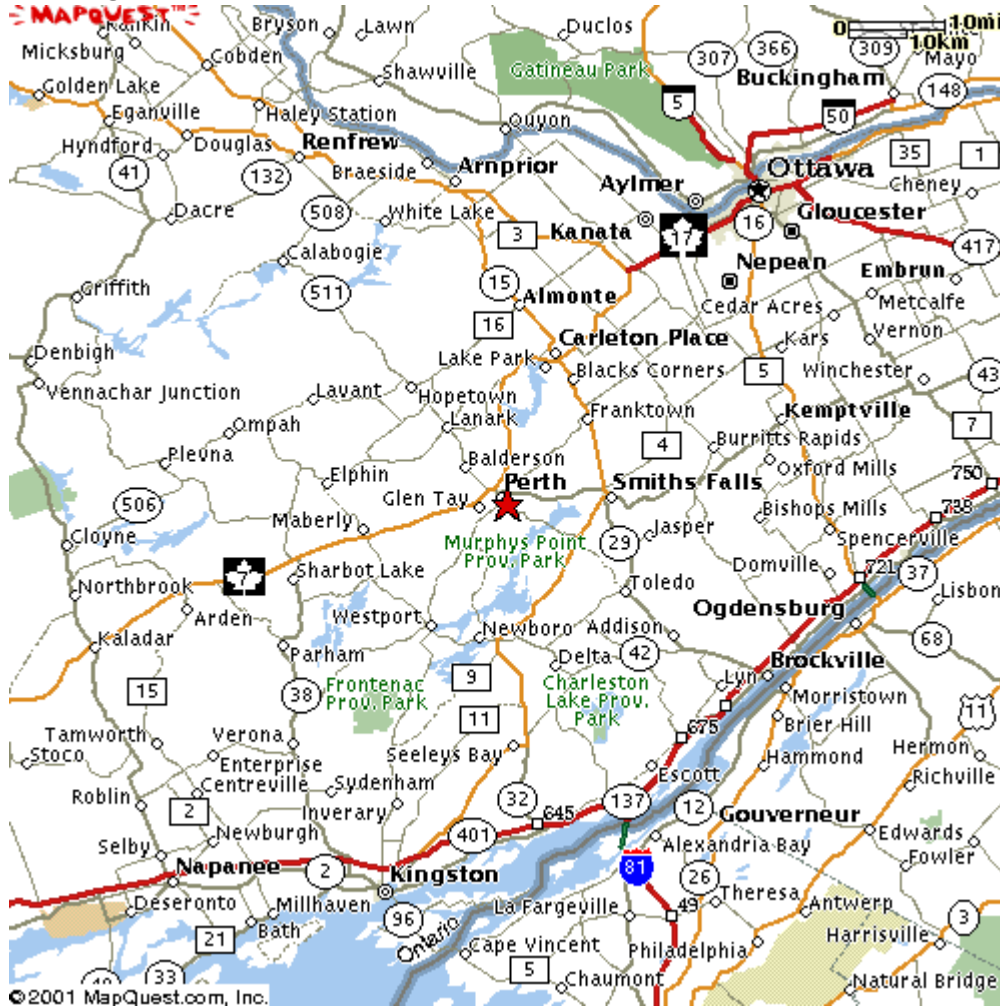 MAPQUEST™
Rankin
Bryson
Lawn
Duclos
0 10mi
10km
Micksburg
Cobden
Shawville
Gatineau Park
307
366
309
Mayo
Buckingham
148
Golden Lake
Eganville
Haley Station
Quyon
5
50
Hyndford
Douglas
Renfrew
Braeside
Arnprior
Ottawa
35
1
41
132
Aylmer
Cheney
Dacre
508
White Lake
3
Kanata
17
16
Gloucester
417
Calabogie
Nepean
Embrun
Griffith
511
15
Almonte
Cedar Acres
Metcalfe
16
Carleton Place
Kars
Vernon
Denbigh
Lake Park
Blacks Corners
5
Winchester
43
Vennachar Junction
Lavant
Hopetown
Lanark
Franktown
Kemptville
7
Ompah
4
Burritts Rapids
Plevna
Elphin
Balderson
Oxford Mills
750
Perth
Smiths Falls
506
Glen Tay
Bishops Mills
738
Maberly
Jasper
Spencerville
Cloyne
Murphys Point
Prov. Park
29
Domville
721
37
7
Northbrook
Sharbot Lake
Toledo
Lisbon
Arden
Westport
Ogdensburg
Kaladar
Newboro
Addison
68
Parham
Delta
42
Brockville
15
38
Frontenac
Prov. Park
9
Charleston
Lake Prov.
Park
Lyn
Morristown
11
11
Brier Hill
Tamworth
Verona
675
Stoco
Enterprise
Seeleys Bay
Hammond
Hermon
Centreville
Sydenham
Escott
Richville
Roblin
2
Inverary
32
645
137
12
Gouverneur
Newburgh
401
Edwards
Selby
Alexandria Bay
Fowler
Napanee
2
Kingston
81
26
Theresa
Deseronto
Millhaven
96
La Fargeville
49
Antwerp
3
21
Bath
Ontario
Cape Vincent
Philadelphia
Harrisville
33
5
Chaumont
Natural Bridge
©2001 MapQuest.com, Inc.